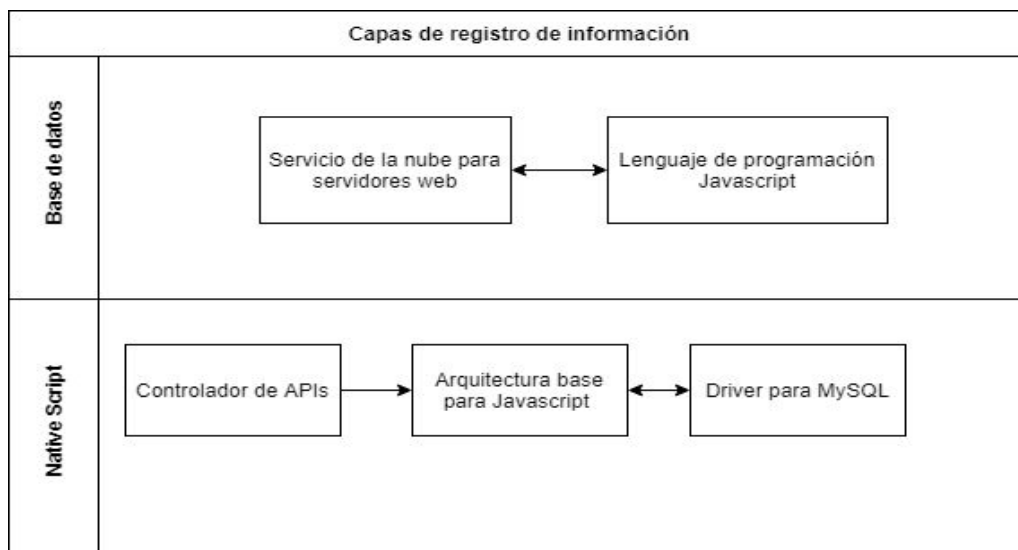 Capas de registro de información
Base de datos
Servicio de la nube para
servidores web
Lenguaje de programación
Javascript
Native Script
Controlador de APIs
Arquitectura base
para Javascript
Driver para MySQL